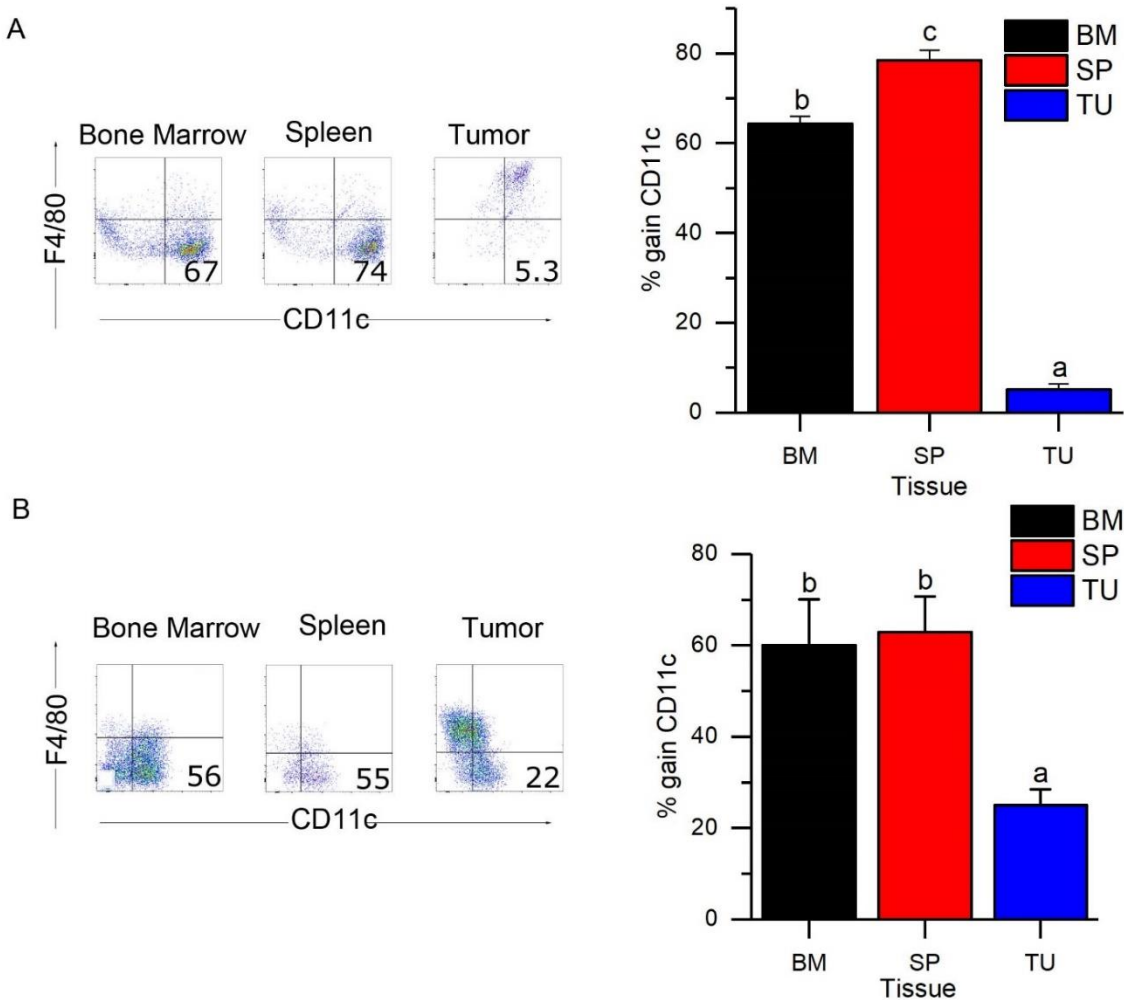 A
Bone Marrow Spleen Tumor
F4/80
67 74 5.3
CD11c
% gain CD11c
80
60
40
20
0
b c a
BM
SP
TU
BM SP TU
Tissue
B
Bone Marrow Spleen Tumor
F4/80
56 55 22
CD11c
% gain CD11c
80
60
40
20
0
b b a
BM
SP
TU
BM SP TU
Tissue